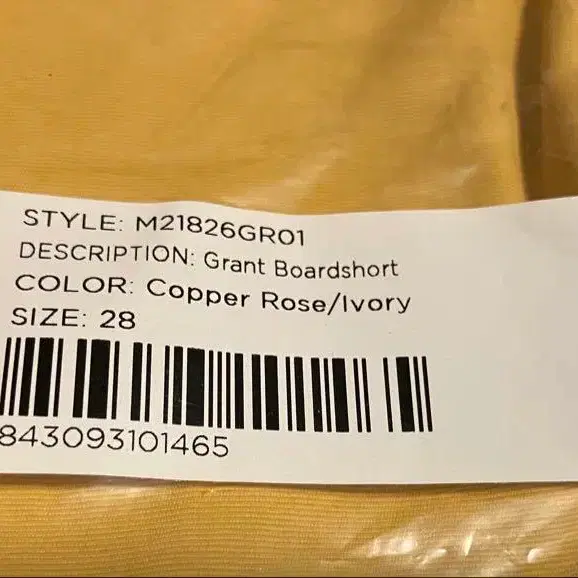 STYLE: M21826GR01
DESCRIPTION: Grant Boardshort
COLOR: Copper Rose/Ivory
SIZE: 28
843093101465